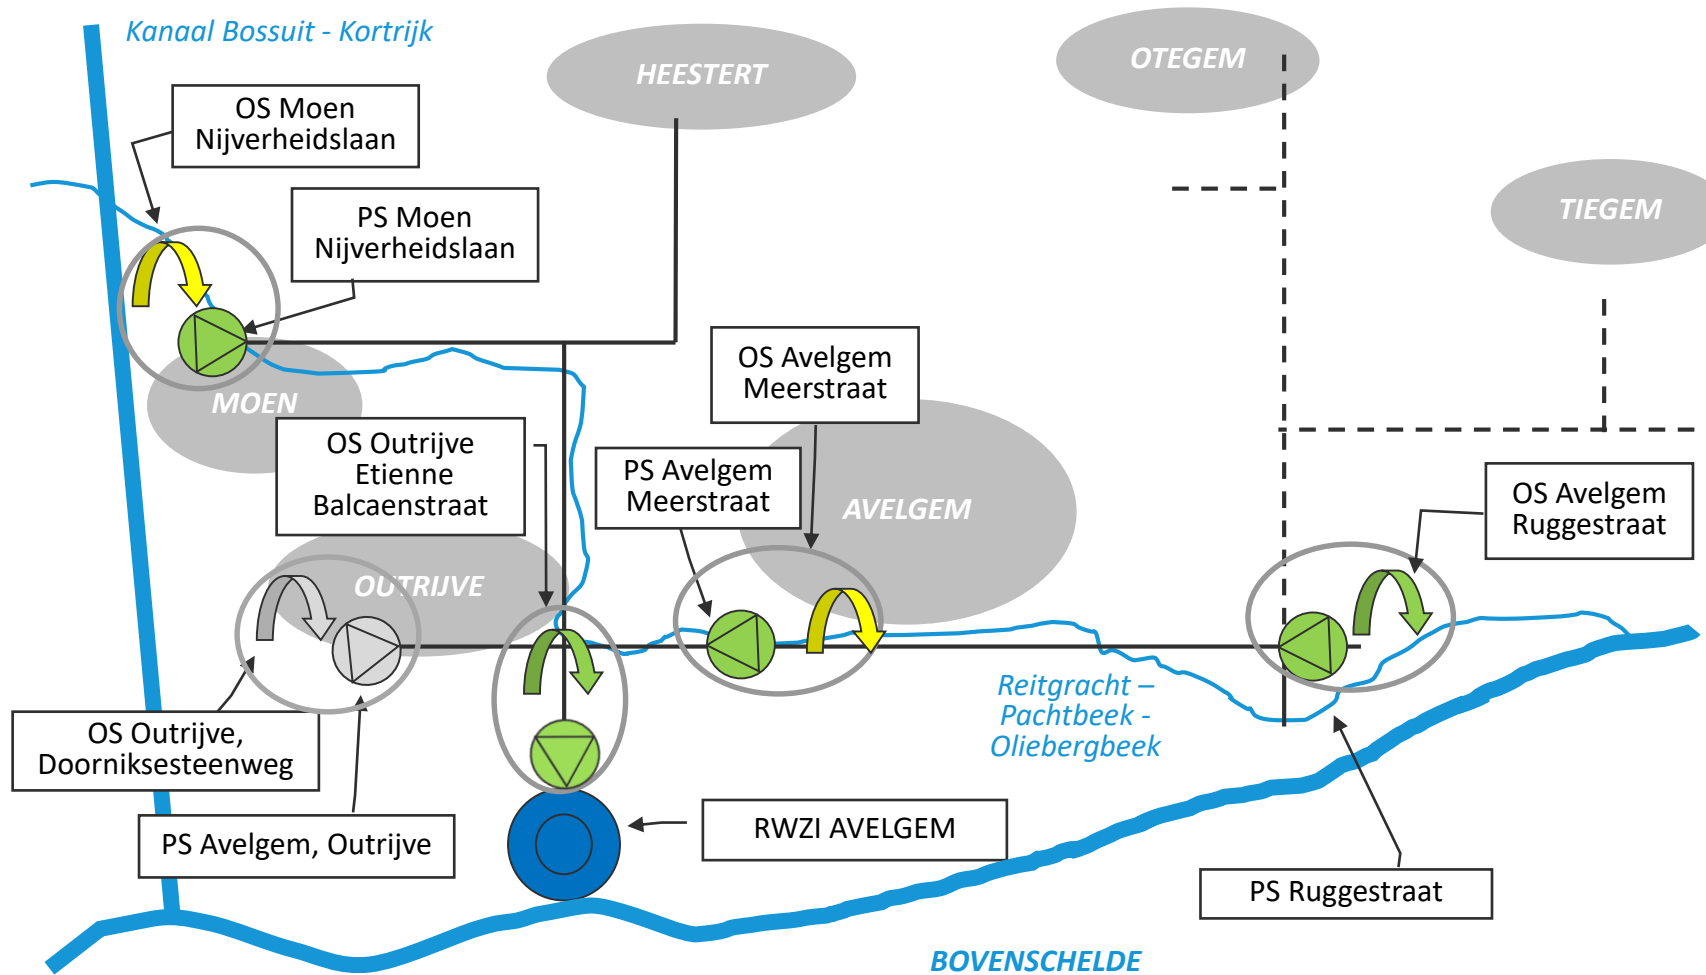 Kanaal Bossuit - Kortrijk
HEESTERT
OTEGEM
OS Moen
Nijverheidslaan
PS Moen
Nijverheidslaan
TIEGEM
OS Avelgem
Meerstraat
MOEN
OS Outrijve
Etienne
Balcaenstraat
PS Avelgem
Meerstraat
AVELGEM
OS Avelgem
Ruggestraat
OUTRIJVE
Reitgracht –
Pachtbeek -
Oliebergbeek
OS Outrijve,
Doorniksesteenweg
PS Avelgem, Outrijve
RWZI AVELGEM
PS Ruggestraat
BOVENSCHELDE